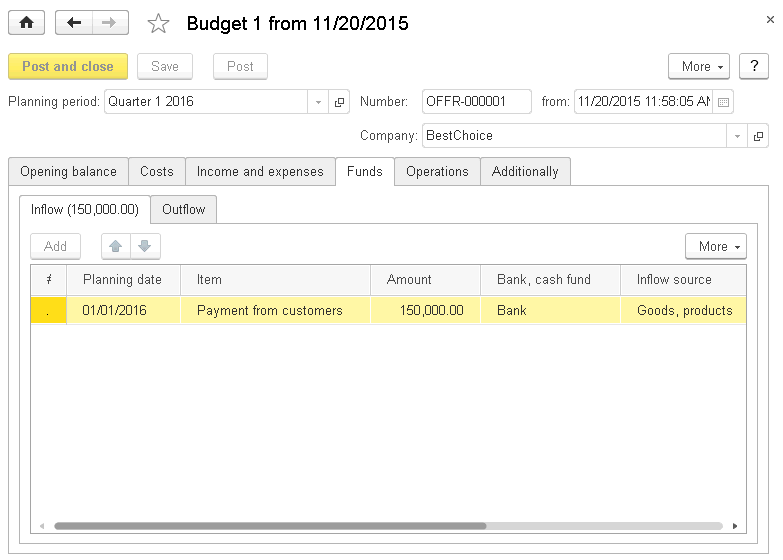 Budget 1 from 11/20/2015
×
Post and close Save Post More ?
Planning period: Quarter 1 2016 Number: OFFR-000001 from: 11/20/2015 11:58:05 AM
Company: BestChoice
Opening balance Costs Income and expenses Funds Operations Additionally
Inflow (150,000.00) Outflow
Add More
Planning date Item Amount Bank, cash fund Inflow source
01/01/2016 Payment from customers 150,000.00 Bank Goods, products